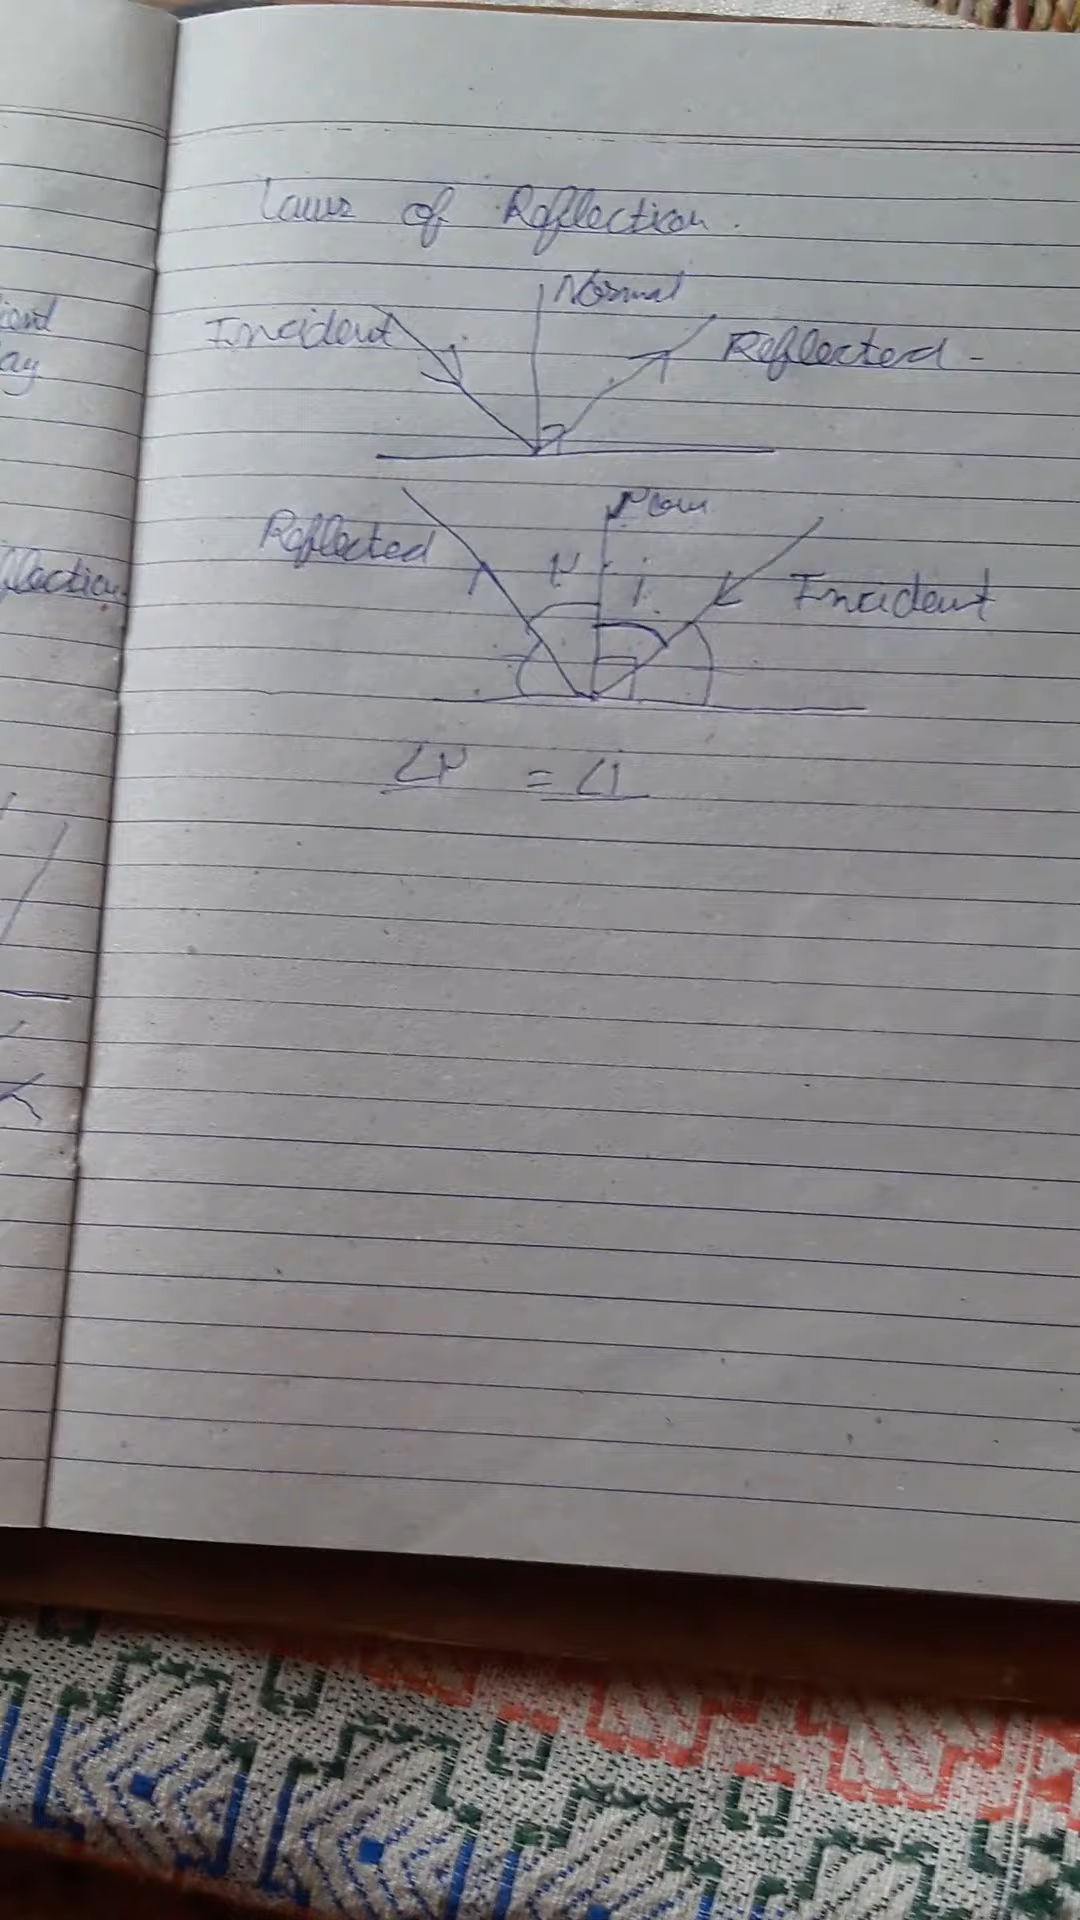 Laws of Reflection.
Normal
Incident
Reflected -
Reflected
r
i
Incident
∠r = ∠i